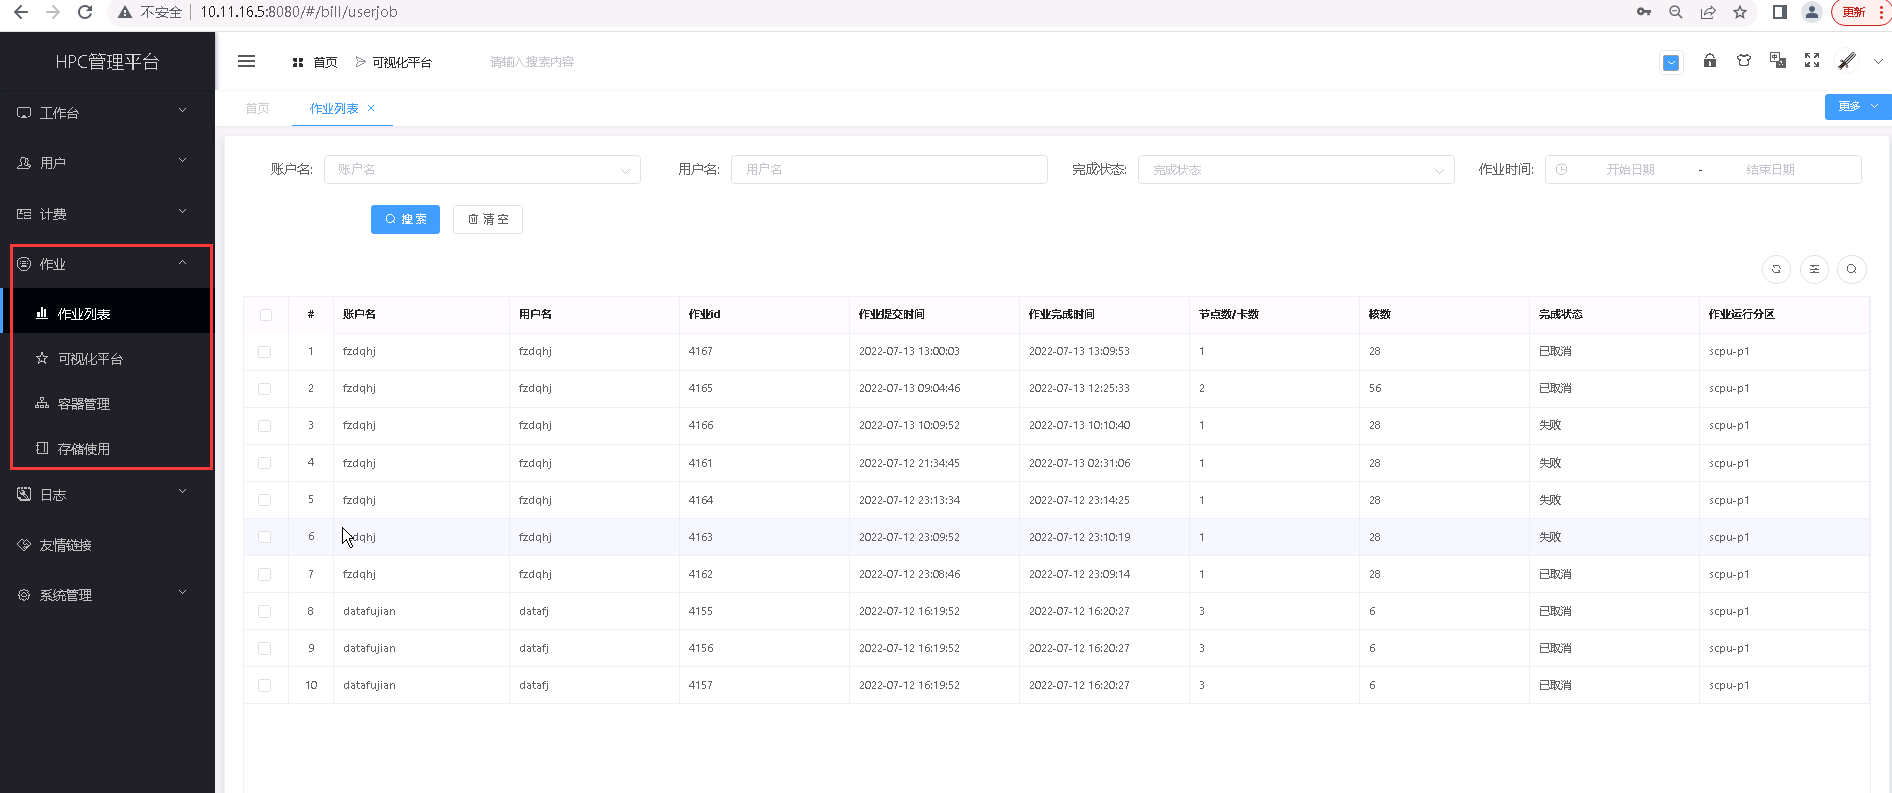 不安全 | 10.11.16.5:8080/#/bill/userjob
更新
HPC管理平台
首页 可视化平台 请输入搜索内容
工作台
用户
计费
作业
作业列表
可视化平台
容器管理
存储使用
日志
友情链接
系统管理
首页 作业列表 ×
更多
账户名: 账户名 用户名: 用户名 完成状态: 完成状态 作业时间: 开始日期 - 结束日期
搜索 清空
# 账户名 用户名 作业id 作业提交时间 作业完成时间 节点数/卡数 核数 完成状态 作业运行分区
1 fzdqhj fzdqhj 4167 2022-07-13 13:00:03 2022-07-13 13:09:53 1 28 已取消 scpu-p1
2 fzdqhj fzdqhj 4165 2022-07-13 09:04:46 2022-07-13 12:25:33 2 56 已取消 scpu-p1
3 fzdqhj fzdqhj 4166 2022-07-13 10:09:52 2022-07-13 10:10:40 1 28 失败 scpu-p1
4 fzdqhj fzdqhj 4161 2022-07-12 21:34:45 2022-07-13 02:31:06 1 28 失败 scpu-p1
5 fzdqhj fzdqhj 4164 2022-07-12 23:13:34 2022-07-12 23:14:25 1 28 失败 scpu-p1
6 dqhj fzdqhj 4163 2022-07-12 23:09:52 2022-07-12 23:10:19 1 28 失败 scpu-p1
7 fzdqhj fzdqhj 4162 2022-07-12 23:08:46 2022-07-12 23:09:14 1 28 已取消 scpu-p1
8 datafujian datafj 4155 2022-07-12 16:19:52 2022-07-12 16:20:27 3 6 已取消 scpu-p1
9 datafujian datafj 4156 2022-07-12 16:19:52 2022-07-12 16:20:27 3 6 已取消 scpu-p1
10 datafujian datafj 4157 2022-07-12 16:19:52 2022-07-12 16:20:27 3 6 已取消 scpu-p1